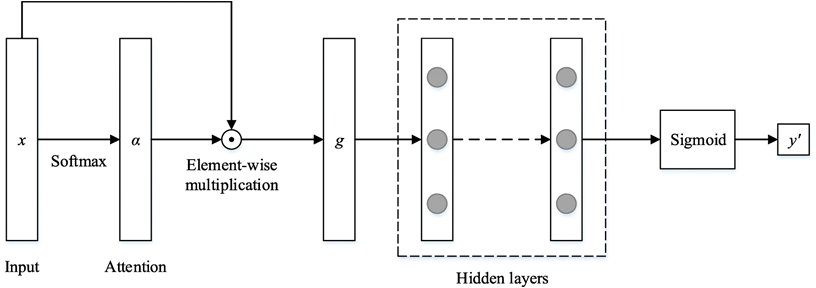 x
Softmax
α
Element-wise
multiplication
g
Sigmoid
y′
Input
Attention
Hidden layers